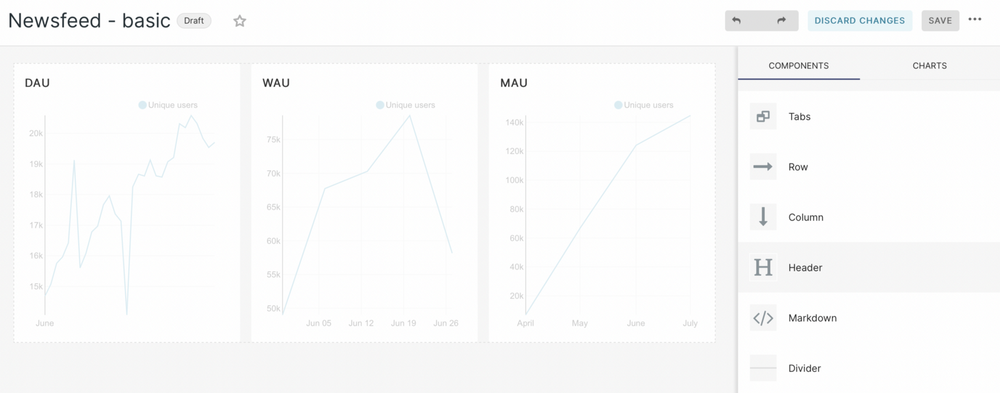 Newsfeed - basic Draft
DISCARD CHANGES SAVE
COMPONENTS CHARTS
DAU
Unique users
20k
19k
18k
17k
16k
15k
June
WAU
Unique users
75k
70k
65k
60k
55k
50k
Jun 05 Jun 12 Jun 19 Jun 26
MAU
Unique users
140k
120k
100k
80k
60k
40k
20k
April May June July
Tabs
Row
Column
H Header
</> Markdown
Divider